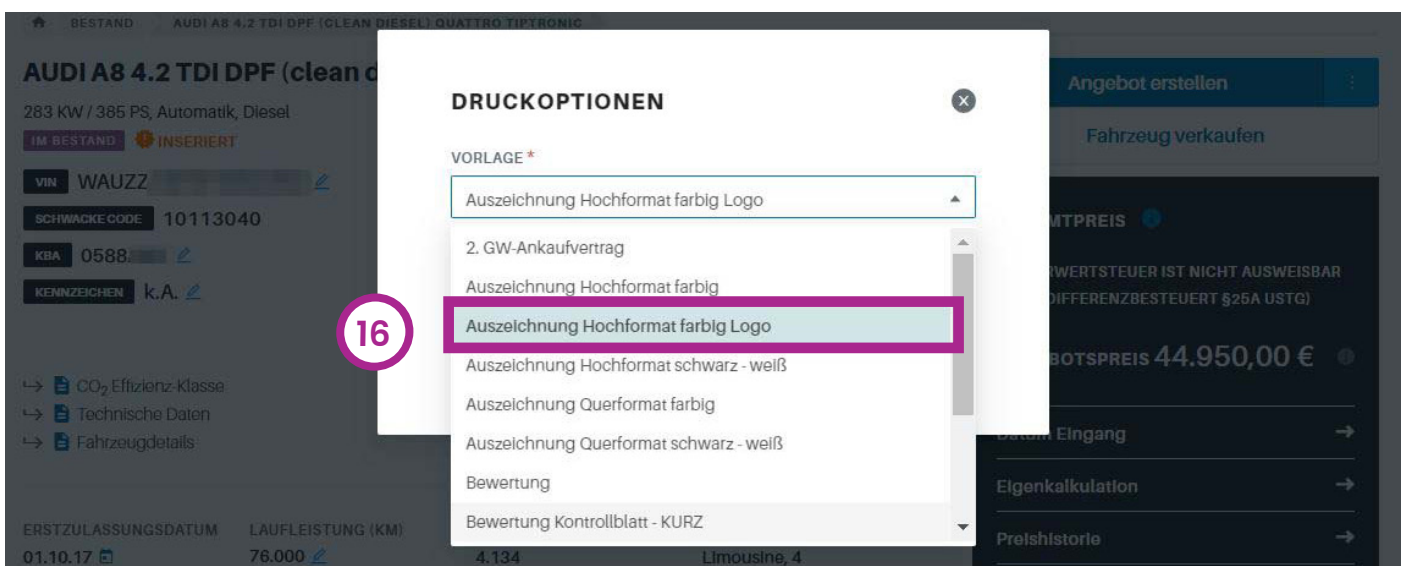 BESTAND AUDI A8 4.2 TDI DPF (CLEAN DIESEL) QUATTRO TIPTRONIC
AUDI A8 4.2 TDI DPF (clean d
283 KW / 385 PS, Automatik, Diesel
IM BESTAND INSERIERT
VIN WAUZZ
SCHWACKE CODE 10113040
KBA 0588.
KENNZEICHEN k.A.
CO₂ Effizienz-Klasse
Technische Daten
Fahrzeugdetails
ERSTZULASSUNGSDATUM LAUFLEISTUNG (KM)
01.10.17 76.000 4.134 Limousine, 4
DRUCKOPTIONEN
VORLAGE *
Auszeichnung Hochformat farbig Logo
2. GW-Ankaufvertrag
Auszeichnung Hochformat farbig
16
Auszeichnung Hochformat farbig Logo
Auszeichnung Hochformat schwarz - weiß
Auszeichnung Querformat farbig
Auszeichnung Querformat schwarz - weiß
Bewertung
Bewertung Kontrollblatt - KURZ
Angebot erstellen
Fahrzeug verkaufen
MTPREIS
RWERTSTEUER IST NICHT AUSWEISBAR
DIFFERENZBESTEUERT §25A USTG)
BOTSPREIS 44.950,00 €
Datum Eingang
Eigenkalkulation
Preishistorie